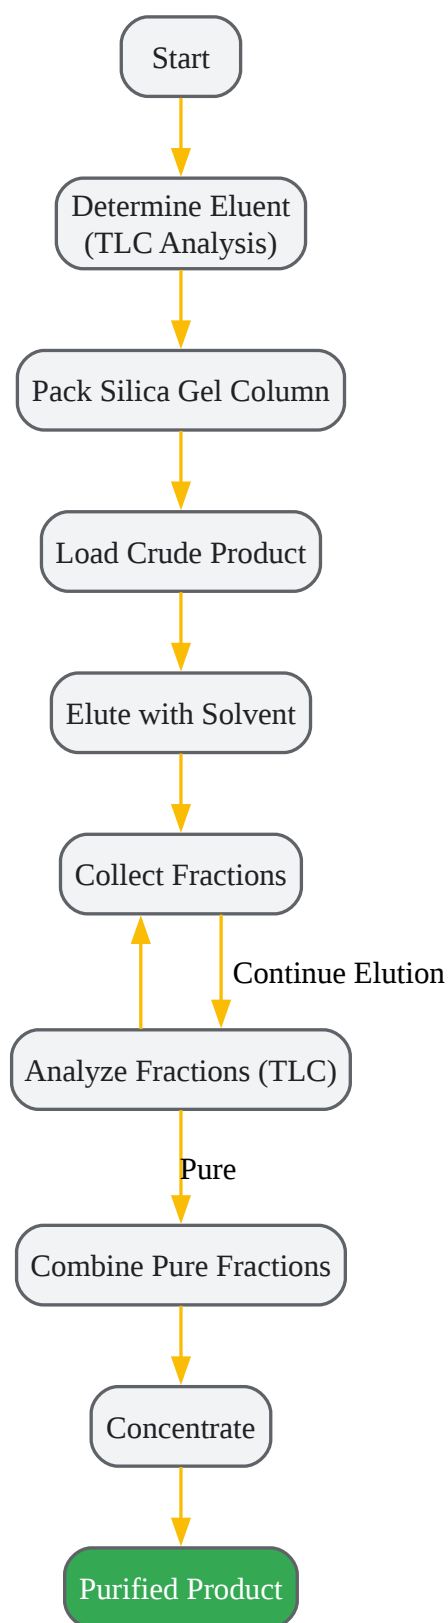 Start
Determine Eluent
(TLC Analysis)
Pack Silica Gel Column
Load Crude Product
Elute with Solvent
Collect Fractions
Continue Elution
Analyze Fractions (TLC)
Pure
Combine Pure Fractions
Concentrate
Purified Product